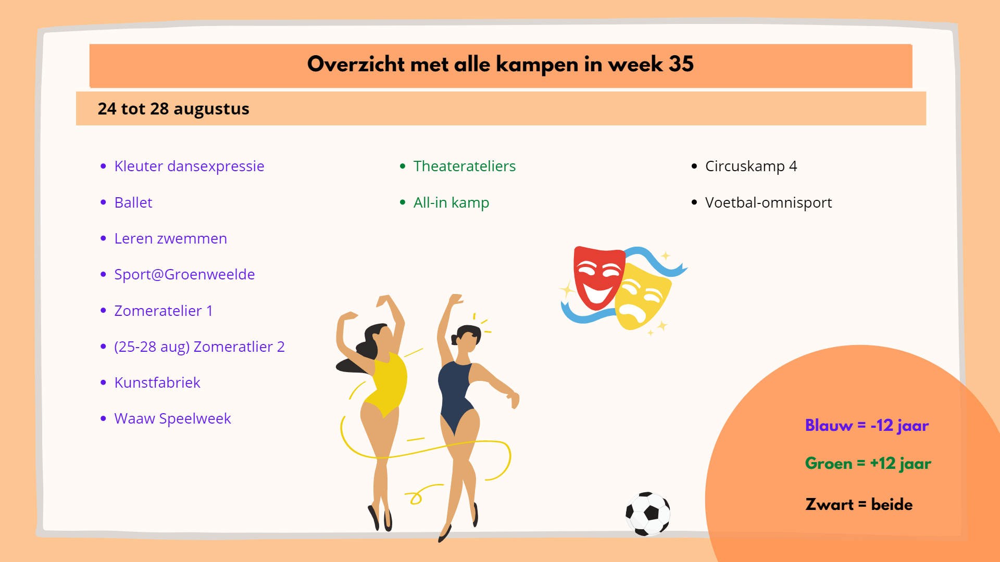 Overzicht met alle kampen in week 35
24 tot 28 augustus
Kleuter dansexpressie
Ballet
Leren zwemmen
Sport@Groenweelde
Zomeratelier 1
(25-28 aug) Zomeratlier 2
Kunstfabriek
Waaw Speelweek
Theaterateliers
All-in kamp
Circuskamp 4
Voetbal-omnisport
Blauw = -12 jaar
Groen = +12 jaar
Zwart = beide